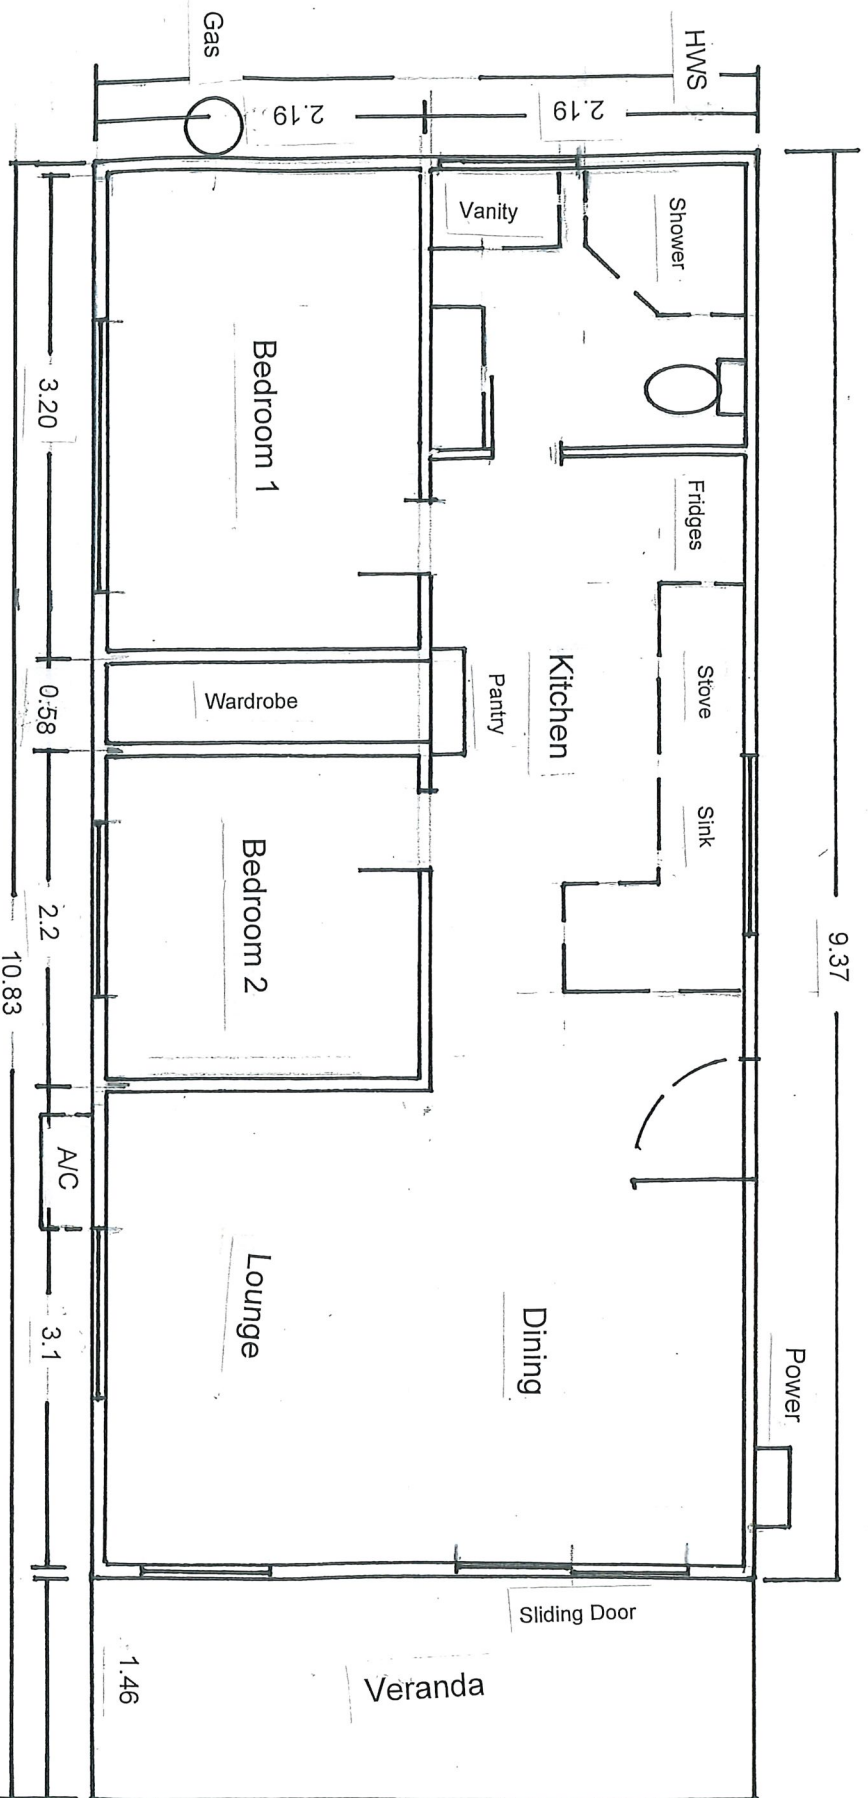 Gas
HWS
2.19
2.19
Vanity
Shower
Bedroom 1
3.20
Fridges
Kitchen
Stove
Pantry
Wardrobe
0.58
Sink
Bedroom 2
2.2
9.37
10.83
A/C
Lounge
Dining
3.1
Power
Sliding Door
Veranda
1.46